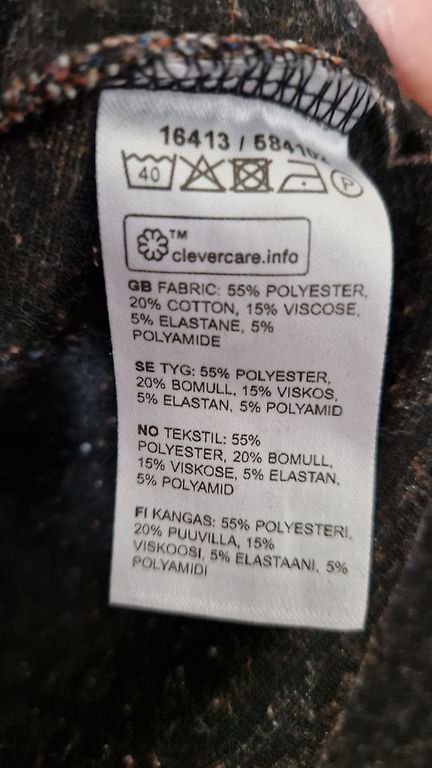 16413 / 584102
40
P
TM
clevercare.info
GB FABRIC: 55% POLYESTER,
20% COTTON, 15% VISCOSE,
5% ELASTANE, 5%
POLYAMIDE
SE TYG: 55% POLYESTER,
20% BOMULL, 15% VISKOS,
5% ELASTAN, 5% POLYAMID
NO TEKSTIL: 55%
POLYESTER, 20% BOMULL,
15% VISKOSE, 5% ELASTAN,
5% POLYAMID
FI KANGAS: 55% POLYESTERI,
20% PUUVILLA, 15%
VISKOOSI, 5% ELASTAANI, 5%
POLYAMIDI